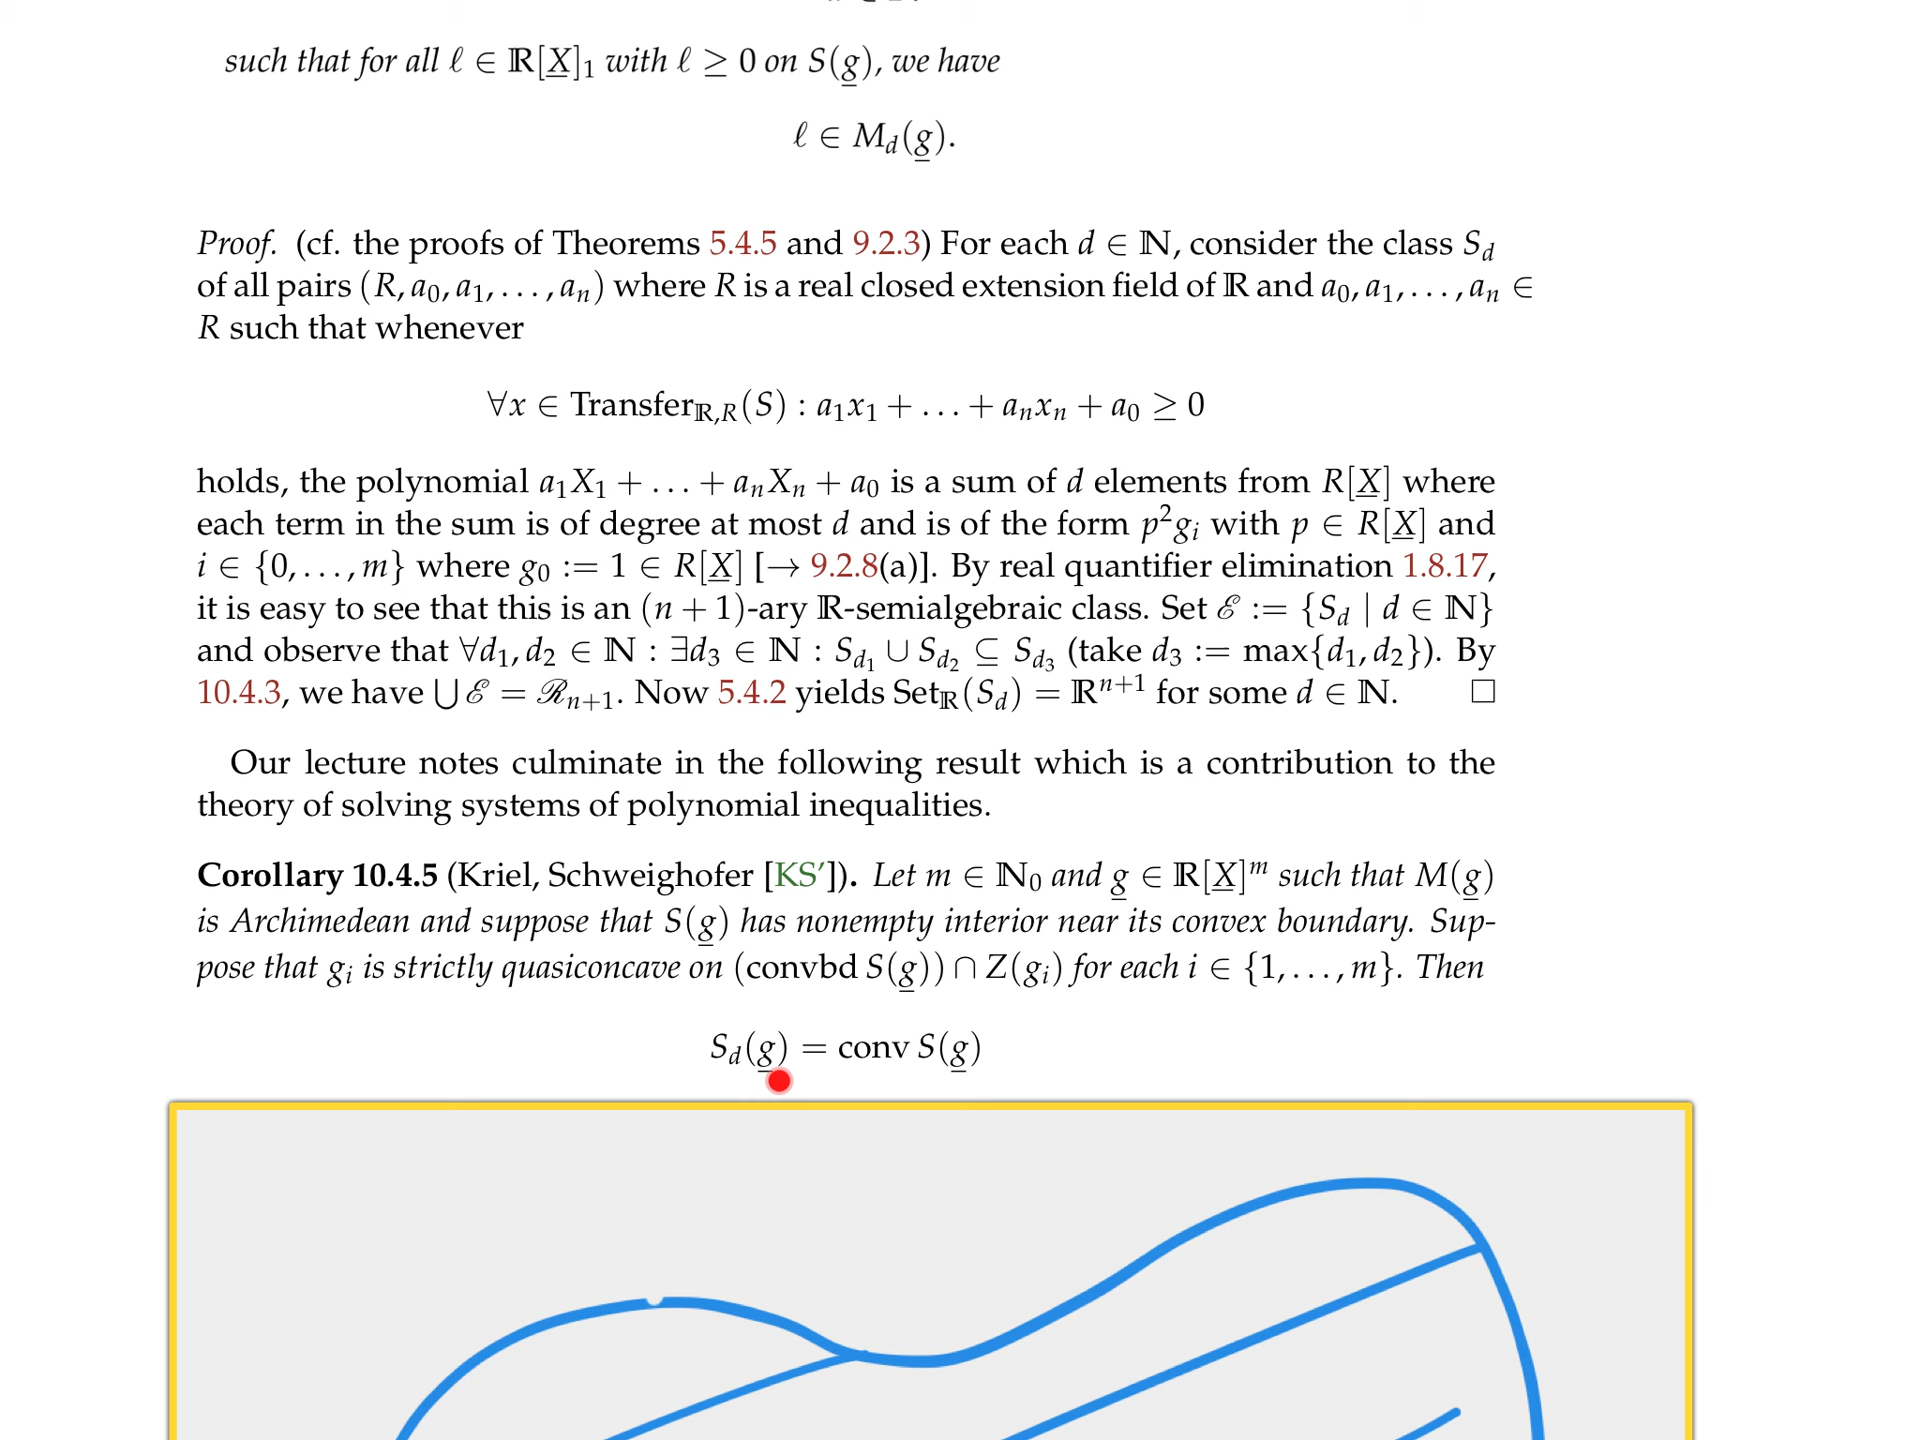 such that for all ℓ ∈ ℝ[X]₁ with ℓ ≥ 0 on S(g), we have
ℓ ∈ M_d(g).
Proof. (cf. the proofs of Theorems 5.4.5 and 9.2.3) For each d ∈ ℕ, consider the class S_d
of all pairs (R, a₀, a₁, . . . , aₙ) where R is a real closed extension field of ℝ and a₀, a₁, . . . , aₙ ∈
R such that whenever
∀x ∈ Transfer_{ℝ,R}(S) : a₁x₁ + . . . + aₙxₙ + a₀ ≥ 0
holds, the polynomial a₁X₁ + . . . + aₙXₙ + a₀ is a sum of d elements from R[X] where
each term in the sum is of degree at most d and is of the form p²gᵢ with p ∈ R[X] and
i ∈ {0, . . . , m} where g₀ := 1 ∈ R[X] [→ 9.2.8(a)]. By real quantifier elimination 1.8.17,
it is easy to see that this is an (n + 1)-ary ℝ-semialgebraic class. Set ℰ := {S_d | d ∈ ℕ}
and observe that ∀d₁, d₂ ∈ ℕ : ∃d₃ ∈ ℕ : S_{d₁} ∪ S_{d₂} ⊆ S_{d₃} (take d₃ := max{d₁, d₂}). By
10.4.3, we have ⋃ℰ = ℛₙ₊₁. Now 5.4.2 yields Set_ℝ(S_d) = ℝⁿ⁺¹ for some d ∈ ℕ. □
Our lecture notes culminate in the following result which is a contribution to the
theory of solving systems of polynomial inequalities.
Corollary 10.4.5 (Kriel, Schweighofer [KS′]). Let m ∈ ℕ₀ and g ∈ ℝ[X]ᵐ such that M(g)
is Archimedean and suppose that S(g) has nonempty interior near its convex boundary. Sup-
pose that gᵢ is strictly quasiconcave on (convbd S(g)) ∩ Z(gᵢ) for each i ∈ {1, . . . , m}. Then
S_d(g) = conv S(g)